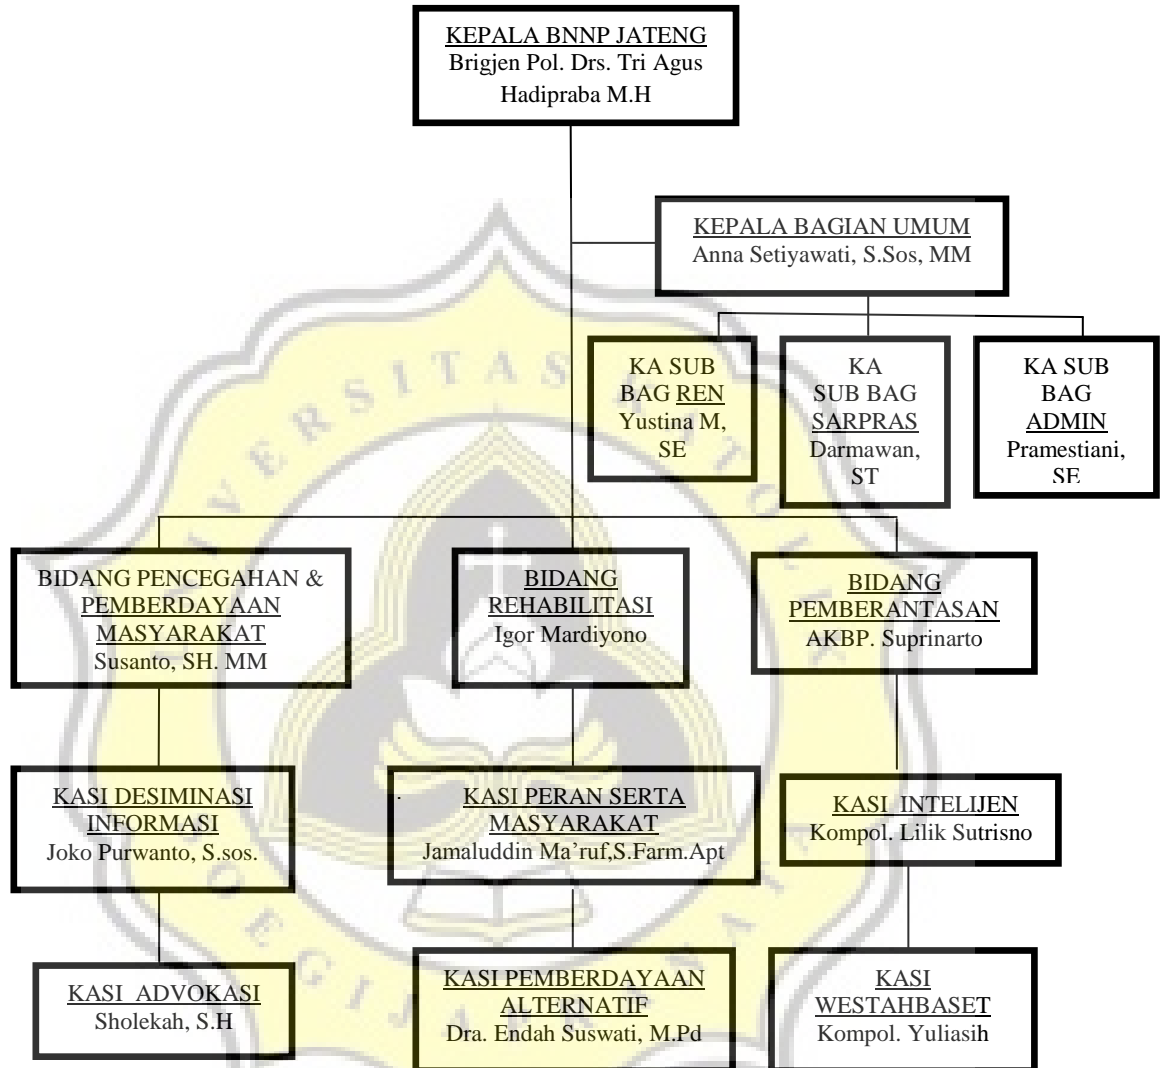 KEPALA BNNP JATENG
Brigjen Pol. Drs. Tri Agus
Hadipraba M.H
KEPALA BAGIAN UMUM
Anna Setiyawati, S.Sos, MM
KA SUB
BAG REN
Yustina M,
SE
KA
SUB BAG
SARPRAS
Darmawan,
ST
KA SUB
BAG
ADMIN
Pramestiani,
SE
BIDANG PENCEGAHAN &
PEMBERDAYAAN
MASYARAKAT
Susanto, SH. MM
BIDANG
REHABILITASI
Igor Mardiyono
BIDANG
PEMBERANTASAN
AKBP. Suprinarto
KASI DESIMINASI
INFORMASI
Joko Purwanto, S.sos.
KASI PERAN SERTA
MASYARAKAT
Jamaluddin Ma’ruf,S.Farm.Apt
KASI INTELIJEN
Kompol. Lilik Sutrisno
KASI ADVOKASI
Sholekah, S.H
KASI PEMBERDAYAAN
ALTERNATIF
Dra. Endah Suswati, M.Pd
KASI
WESTAHBASET
Kompol. Yuliasih
UNIVERSITAS KATOLIK
SOEGIJAPRANATA